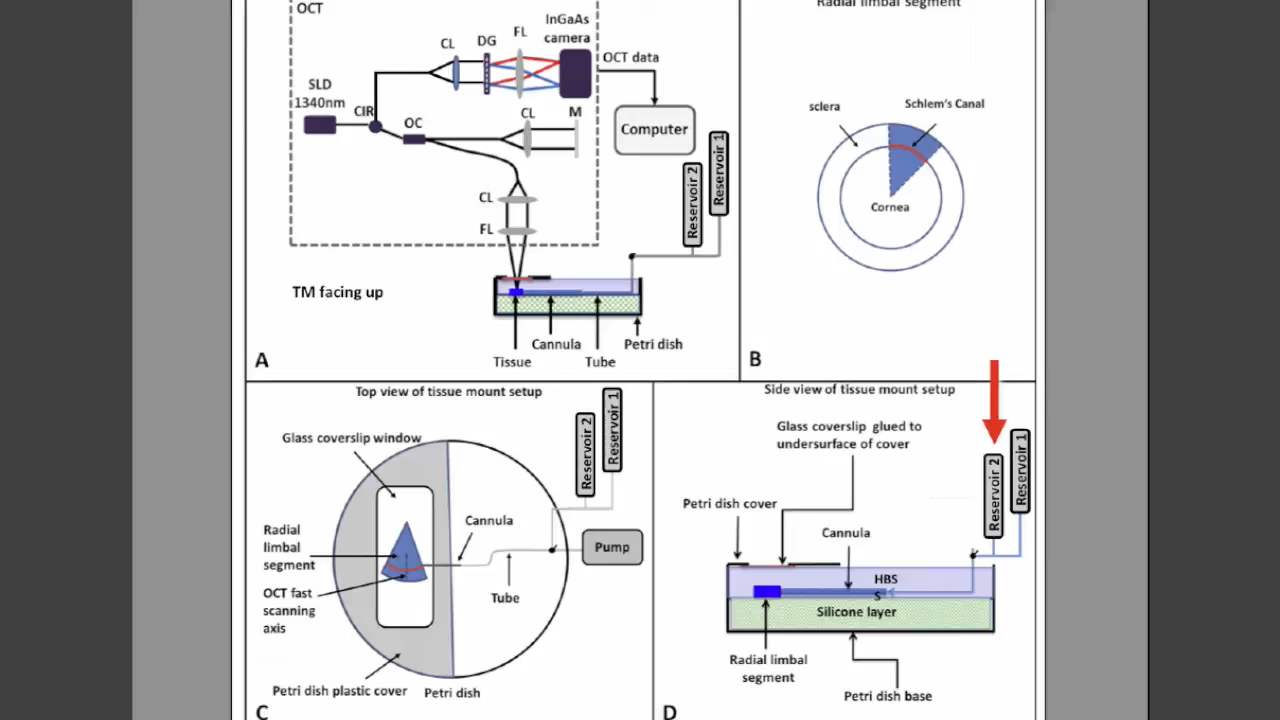 OCT
InGaAs
camera
FL
DG
CL
OCT data
SLD
1340nm
CIR
OC
CL
M
Computer
Reservoir 1
Reservoir 2
CL
FL
TM facing up
Cannula
Petri dish
Tissue
Tube
A
Radial limbal segment
sclera
Schlem's Canal
Cornea
B
Top view of tissue mount setup
Reservoir 1
Reservoir 2
Glass coverslip window
Cannula
Radial
limbal
segment
Pump
OCT fast
scanning
axis
Tube
Petri dish plastic cover
Petri dish
C
Side view of tissue mount setup
Glass coverslip glued to
undersurface of cover
Reservoir 1
Reservoir 2
Petri dish cover
Cannula
HBS
S
Silicone layer
Radial limbal
segment
Petri dish base
D